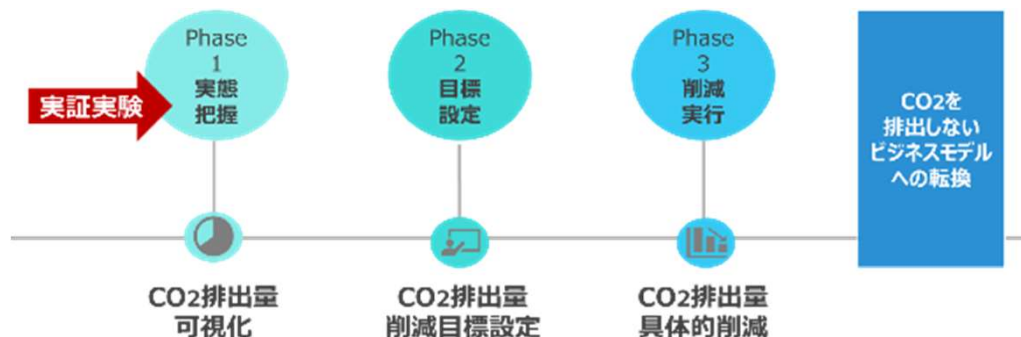 実証実験
Phase
1
実態
把握
Phase
2
目標
設定
Phase
3
削減
実行
CO2を
排出しない
ビジネスモデル
への転換
CO2排出量
可視化
CO2排出量
削減目標設定
CO2排出量
具体的削減